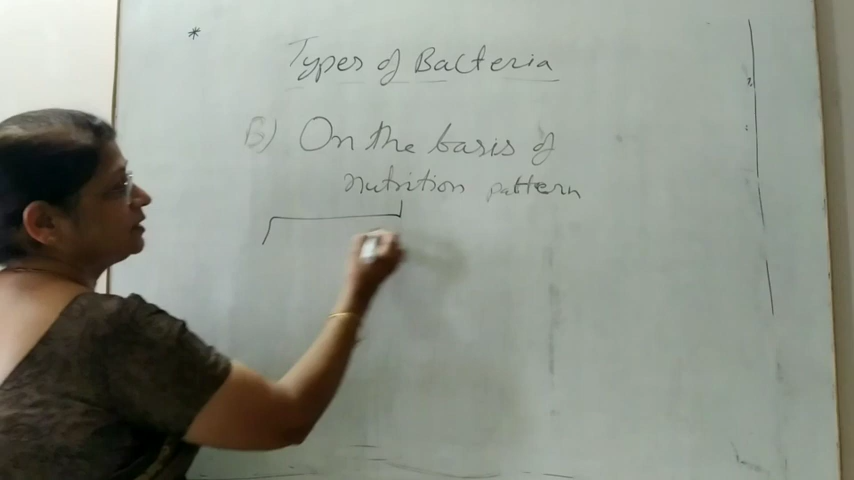 *
Types of Bacteria
B) On the basis of
nutrition pattern